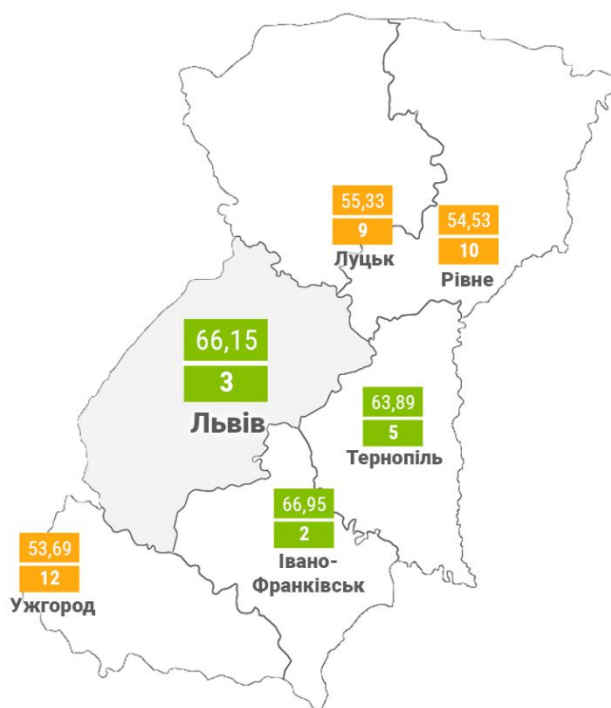 55,33
9
Луцьк
54,53
10
Рівне
66,15
3
Львів
63,89
5
Тернопіль
66,95
2
Івано-
Франківськ
53,69
12
Ужгород